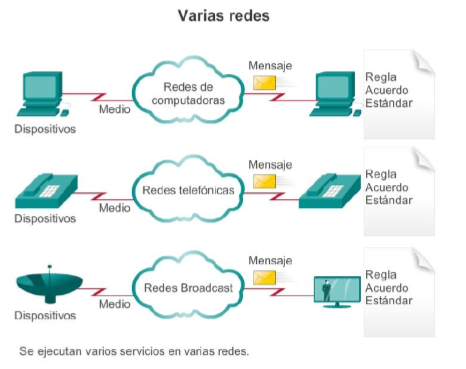 Varias redes
Mensaje
Redes de
computadoras
Regla
Acuerdo
Estándar
Medio
Dispositivos
Mensaje
Redes telefónicas
Regla
Acuerdo
Estándar
Medio
Dispositivos
Mensaje
Redes Broadcast
Regla
Acuerdo
Estándar
Medio
Dispositivos
Se ejecutan varios servicios en varias redes.